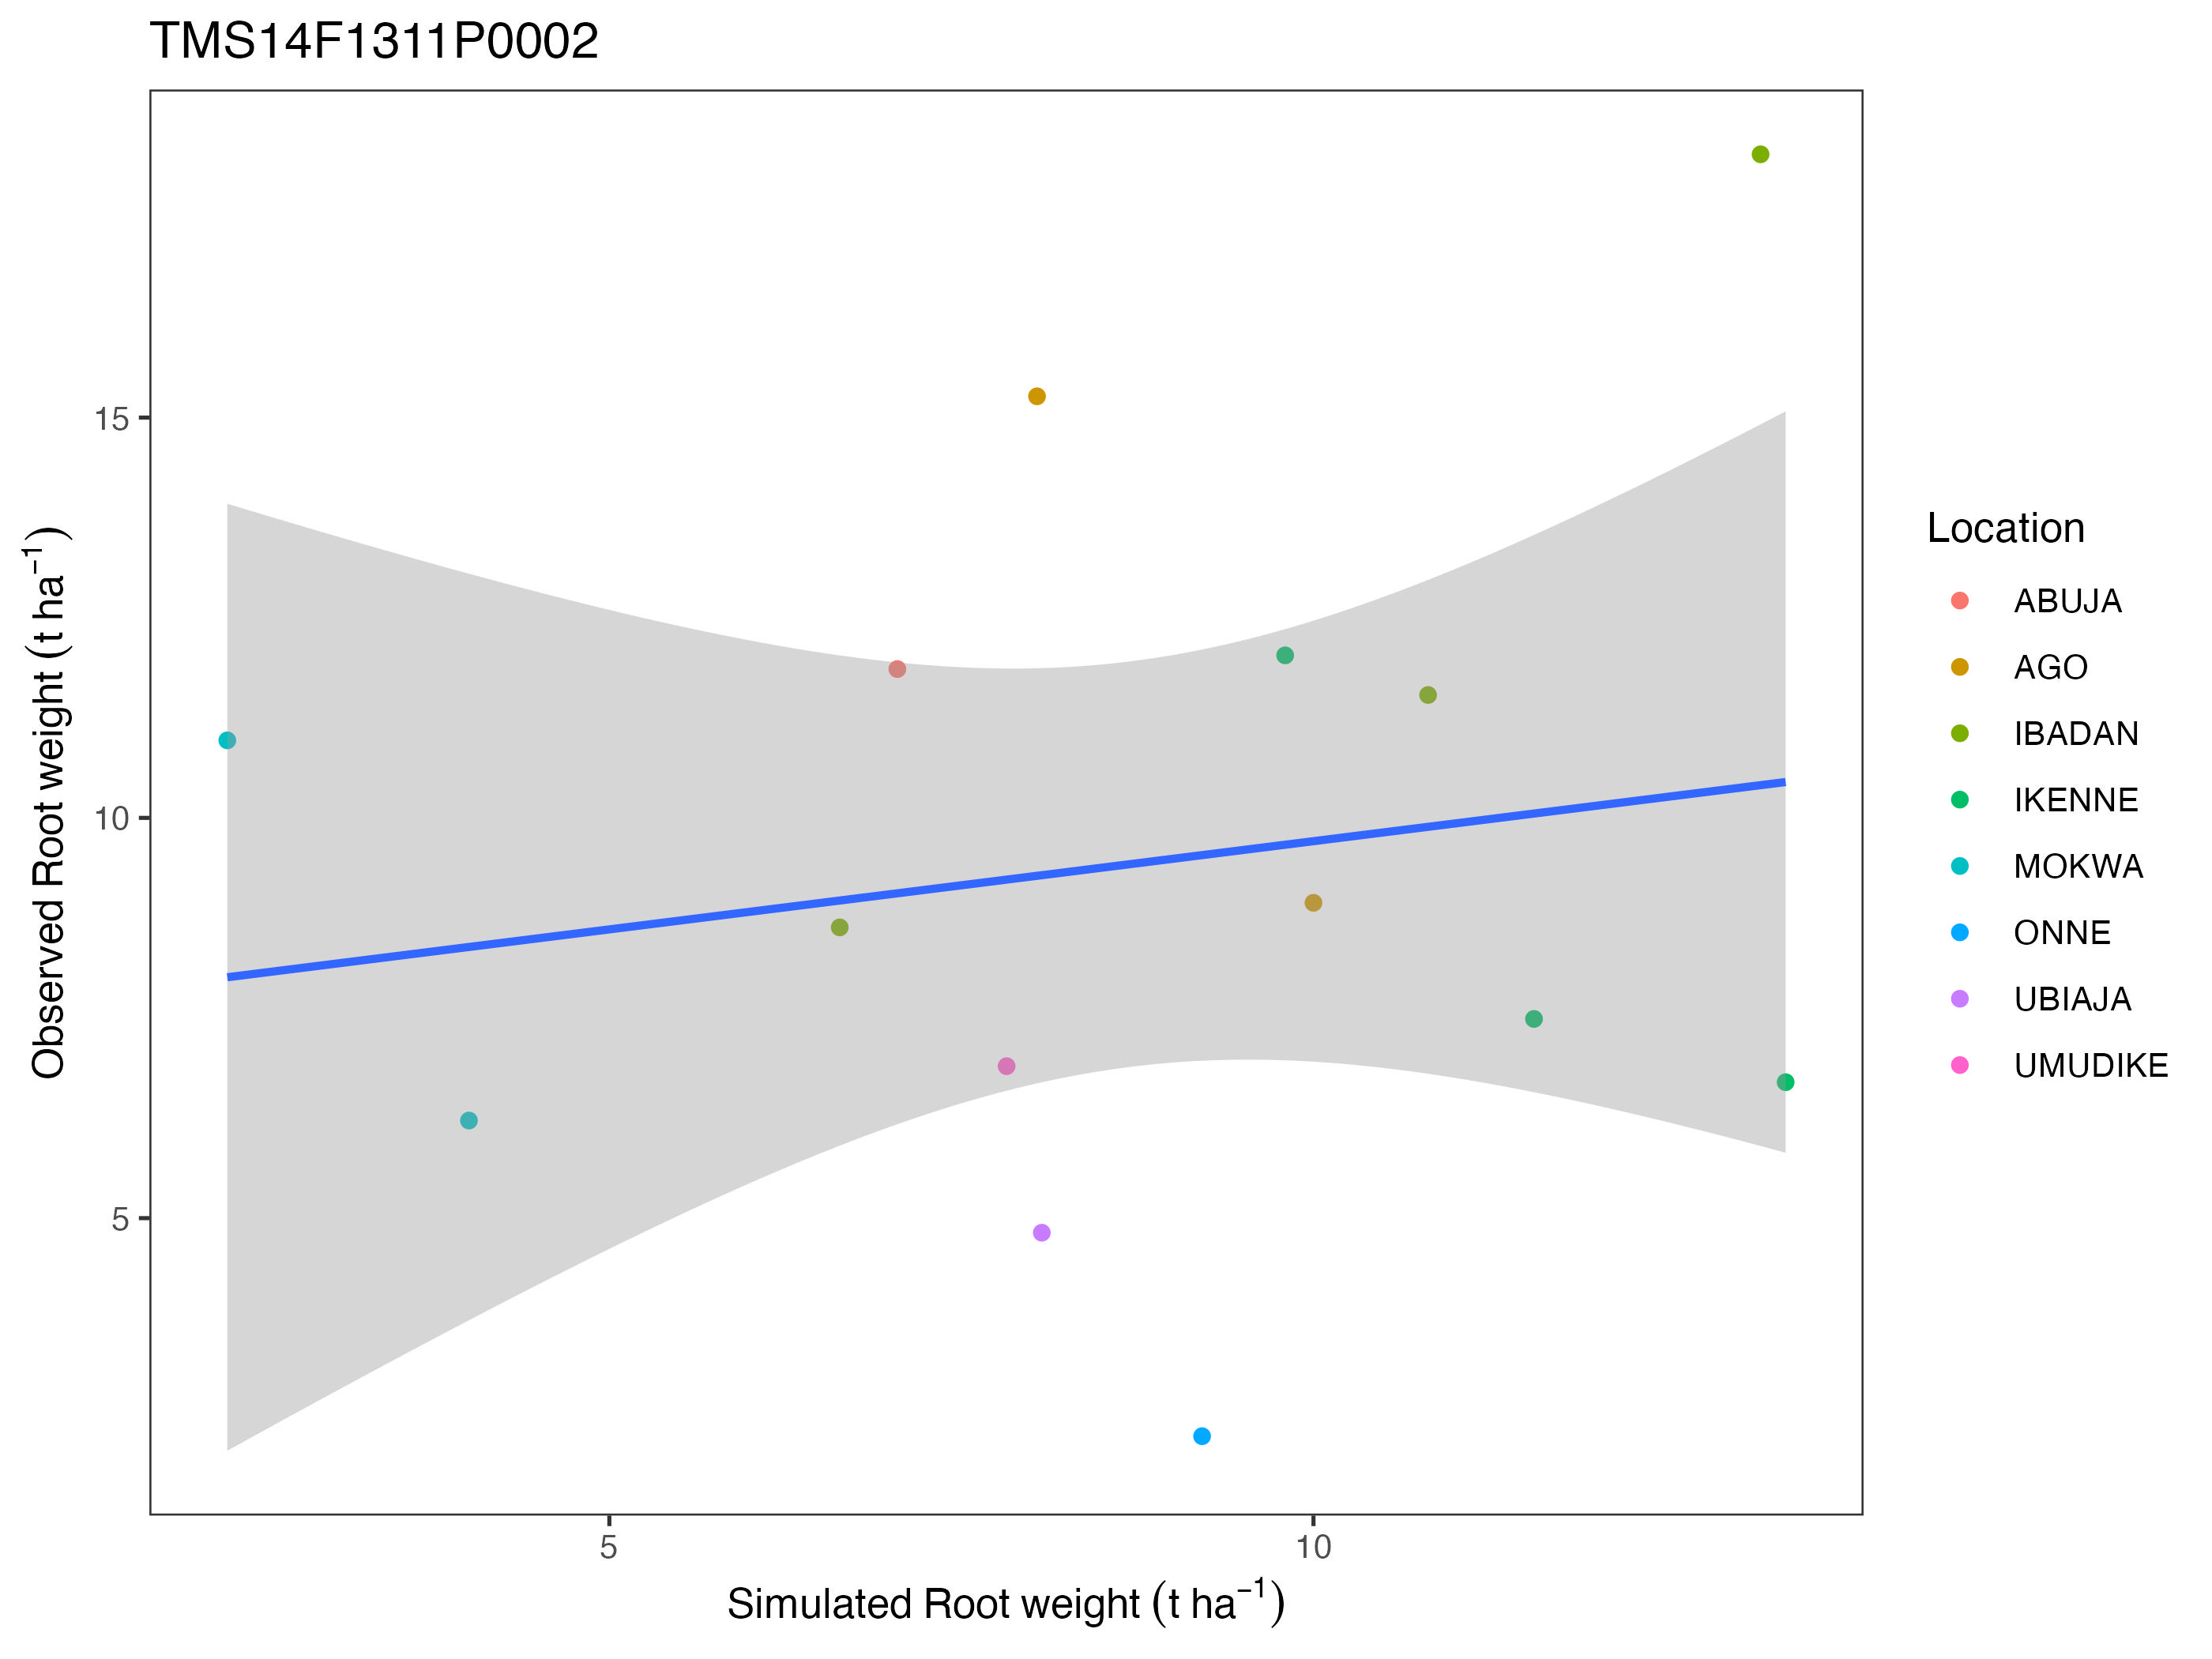 TMS14F1311P0002
Observed Root weight (t ha⁻¹)
15
10
5
5
10
Simulated Root weight (t ha⁻¹)
Location
ABUJA
AGO
IBADAN
IKENNE
MOKWA
ONNE
UBIAJA
UMUDIKE